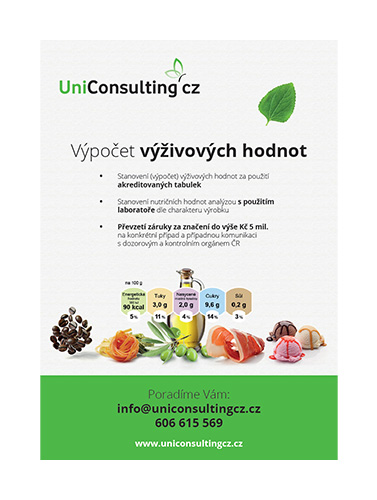 UniConsulting cz
Výpočet výživových hodnot
• Stanovení (výpočet) výživových hodnot za použití
akreditovaných tabulek
• Stanovení nutričních hodnot analýzou s použitím
laboratoře dle charakteru výrobku
• Převzetí záruky za značení do výše Kč 5 mil.
na konkrétní případ a případnou komunikaci
s dozorovým a kontrolním orgánem ČR
na 100 g
Energetická
90 kcal
5%
Tuky
3,0 g
11%
Nasycené
2,0 g
4%
Cukry
9,6 g
14%
Sůl
0,2 g
3%
Poradíme Vám:
info@uniconsultingcz.cz
606 615 569
www.uniconsultingcz.cz